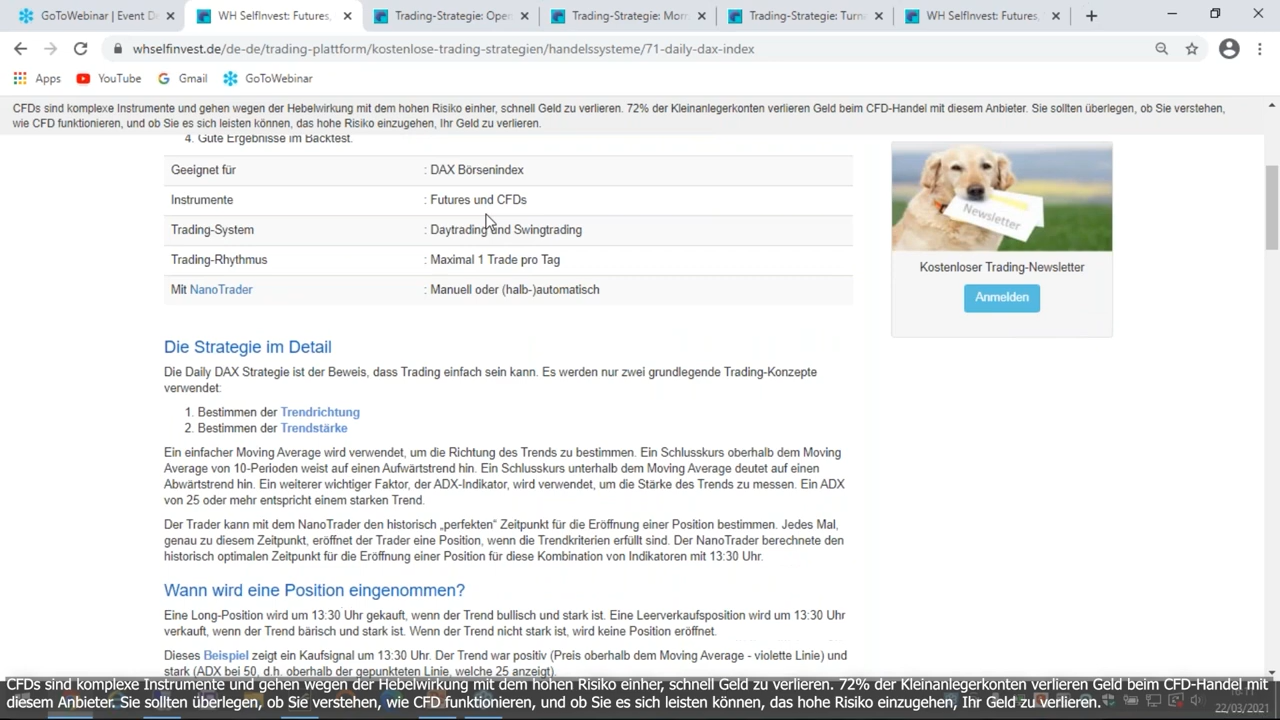 GoToWebinar | Event D
WH SelfInvest: Futures,
Trading-Strategie: Open
Trading-Strategie: Morn
Trading-Strategie: Turna
WH SelfInvest: Futures,
whselfinvest.de/de-de/trading-plattform/kostenlose-trading-strategien/handelssysteme/71-daily-dax-index
Apps
YouTube
Gmail
GoToWebinar
CFDs sind komplexe Instrumente und gehen wegen der Hebelwirkung mit dem hohen Risiko einher, schnell Geld zu verlieren. 72% der Kleinanlegerkonten verlieren Geld beim CFD-Handel mit diesem Anbieter. Sie sollten überlegen, ob Sie verstehen,
wie CFD funktionieren, und ob Sie es sich leisten können, das hohe Risiko einzugehen, Ihr Geld zu verlieren.
4. Gute Ergebnisse im Backtest.
Geeignet für : DAX Börsenindex
Instrumente : Futures und CFDs
Trading-System : Daytrading und Swingtrading
Trading-Rhythmus : Maximal 1 Trade pro Tag
Mit NanoTrader : Manuell oder (halb-)automatisch
Newsletter
Kostenloser Trading-Newsletter
Anmelden
Die Strategie im Detail
Die Daily DAX Strategie ist der Beweis, dass Trading einfach sein kann. Es werden nur zwei grundlegende Trading-Konzepte
verwendet:
1. Bestimmen der Trendrichtung
2. Bestimmen der Trendstärke
Ein einfacher Moving Average wird verwendet, um die Richtung des Trends zu bestimmen. Ein Schlusskurs oberhalb dem Moving
Average von 10-Perioden weist auf einen Aufwärtstrend hin. Ein Schlusskurs unterhalb dem Moving Average deutet auf einen
Abwärtstrend hin. Ein weiterer wichtiger Faktor, der ADX-Indikator, wird verwendet, um die Stärke des Trends zu messen. Ein ADX
von 25 oder mehr entspricht einem starken Trend.
Der Trader kann mit dem NanoTrader den historisch „perfekten“ Zeitpunkt für die Eröffnung einer Position bestimmen. Jedes Mal,
genau zu diesem Zeitpunkt, eröffnet der Trader eine Position, wenn die Trendkriterien erfüllt sind. Der NanoTrader berechnete den
historisch optimalen Zeitpunkt für die Eröffnung einer Position für diese Kombination von Indikatoren mit 13:30 Uhr.
Wann wird eine Position eingenommen?
Eine Long-Position wird um 13:30 Uhr gekauft, wenn der Trend bullisch und stark ist. Eine Leerverkaufsposition wird um 13:30 Uhr
verkauft, wenn der Trend bärisch und stark ist. Wenn der Trend nicht stark ist, wird keine Position eröffnet.
Dieses Beispiel zeigt ein Kaufsignal um 13:30 Uhr. Der Trend war positiv (Preis oberhalb dem Moving Average - violette Linie) und
stark (ADX bei 50, d.h. oberhalb der gepunkteten Linie, welche 25 anzeigt).
CFDs sind komplexe Instrumente und gehen wegen der Hebelwirkung mit dem hohen Risiko einher, schnell Geld zu verlieren. 72% der Kleinanlegerkonten verlieren Geld beim CFD-Handel mit
diesem Anbieter. Sie sollten überlegen, ob Sie verstehen, wie CFD funktionieren, und ob Sie es sich leisten können, das hohe Risiko einzugehen, Ihr Geld zu verlieren.
22/03/2021